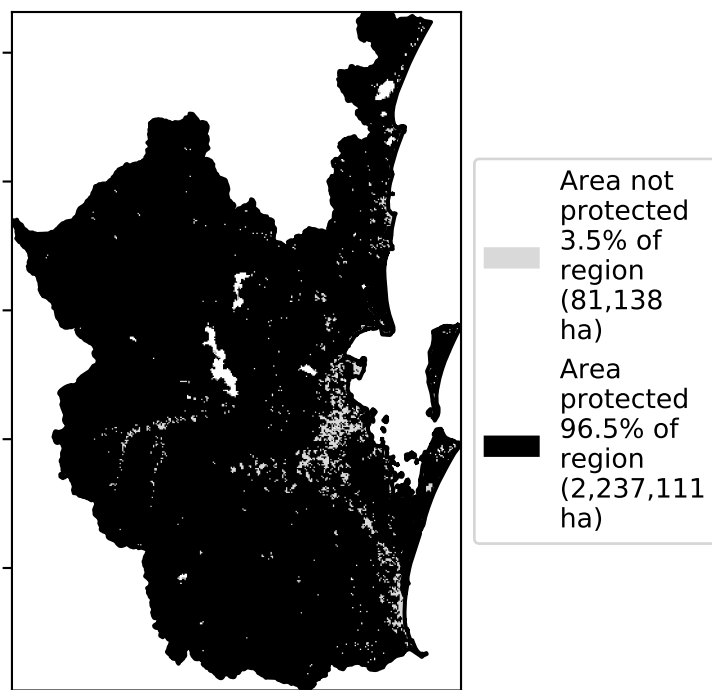 Area not
protected
3.5% of
region
(81,138
ha)
Area
protected
96.5% of
region
(2,237,111
ha)